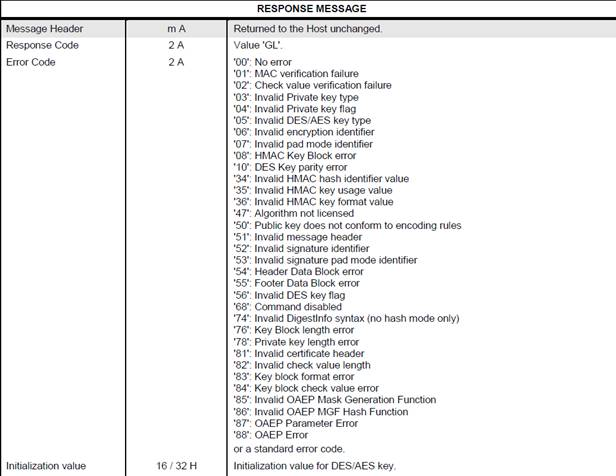 RESPONSE MESSAGE
Message Header m A Returned to the Host unchanged.
Response Code 2 A Value 'GL'.
Error Code 2 A '00': No error
'01': MAC verification failure
'02': Check value verification failure
'03': Invalid Private key type
'04': Invalid Private key flag
'05': Invalid DES/AES key type
'06': Invalid encryption identifier
'07': Invalid pad mode identifier
'08': HMAC Key Block error
'10': DES Key parity error
'34': Invalid HMAC hash identifier value
'35': Invalid HMAC key usage value
'36': Invalid HMAC key format value
'47': Algorithm not licensed
'50': Public key does not conform to encoding rules
'51': Invalid message header
'52': Invalid signature identifier
'53': Invalid signature pad mode identifier
'54': Header Data Block error
'55': Footer Data Block error
'56': Invalid DES key flag
'68': Command disabled
'74': Invalid DigestInfo syntax (no hash mode only)
'76': Key Block length error
'78': Private key length error
'81': Invalid certificate header
'82': Invalid check value length
'83': Key block format error
'84': Key block check value error
'85': Invalid OAEP Mask Generation Function
'86': Invalid OAEP MGF Hash Function
'87': OAEP Parameter Error
'88': OAEP Error
or a standard error code.
Initialization value 16 / 32 H Initialization value for DES/AES key.